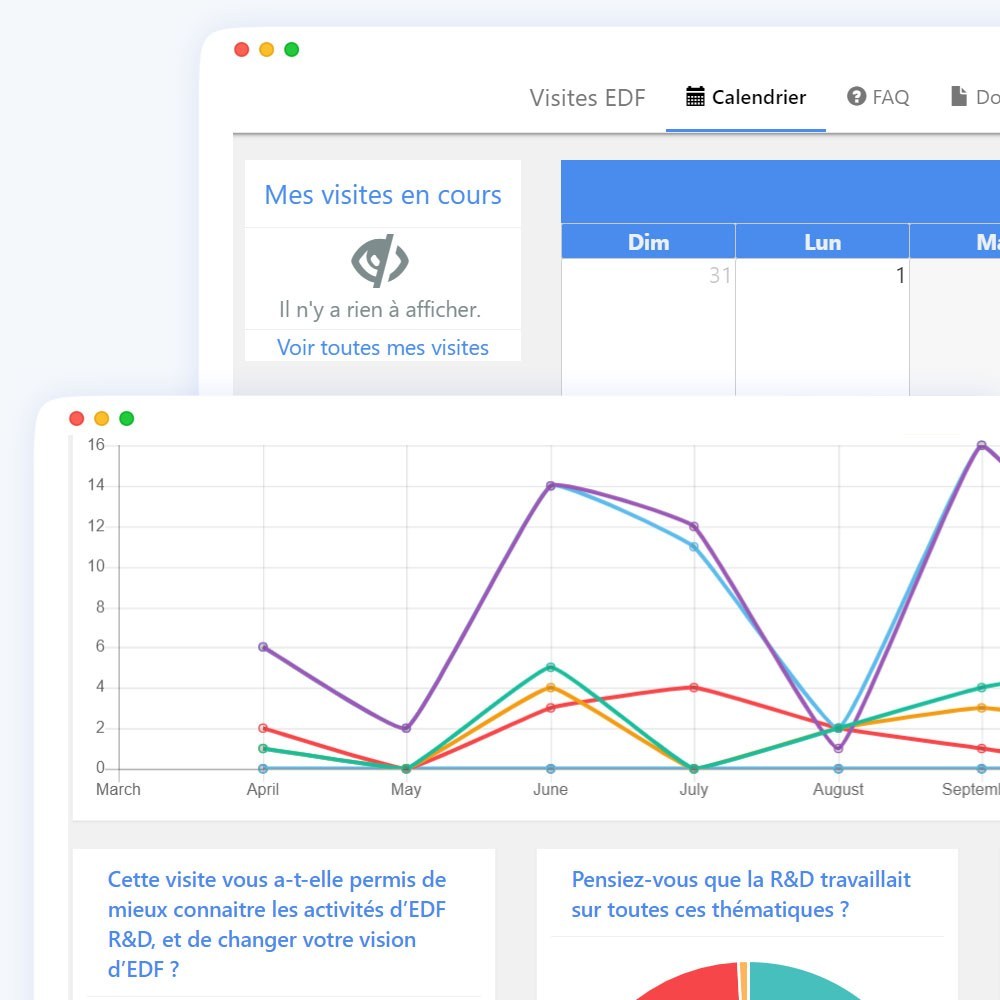 Visites EDF
Calendrier
FAQ
Mes visites en cours
Dim
Lun
31
1
Il n'y a rien à afficher.
Voir toutes mes visites
16
14
12
10
8
6
4
2
0
March
April
May
June
July
August
Cette visite vous a-t-elle permis de
mieux connaitre les activités d’EDF
R&D, et de changer votre vision
d’EDF ?
Pensiez-vous que la R&D travaillait
sur toutes ces thématiques ?